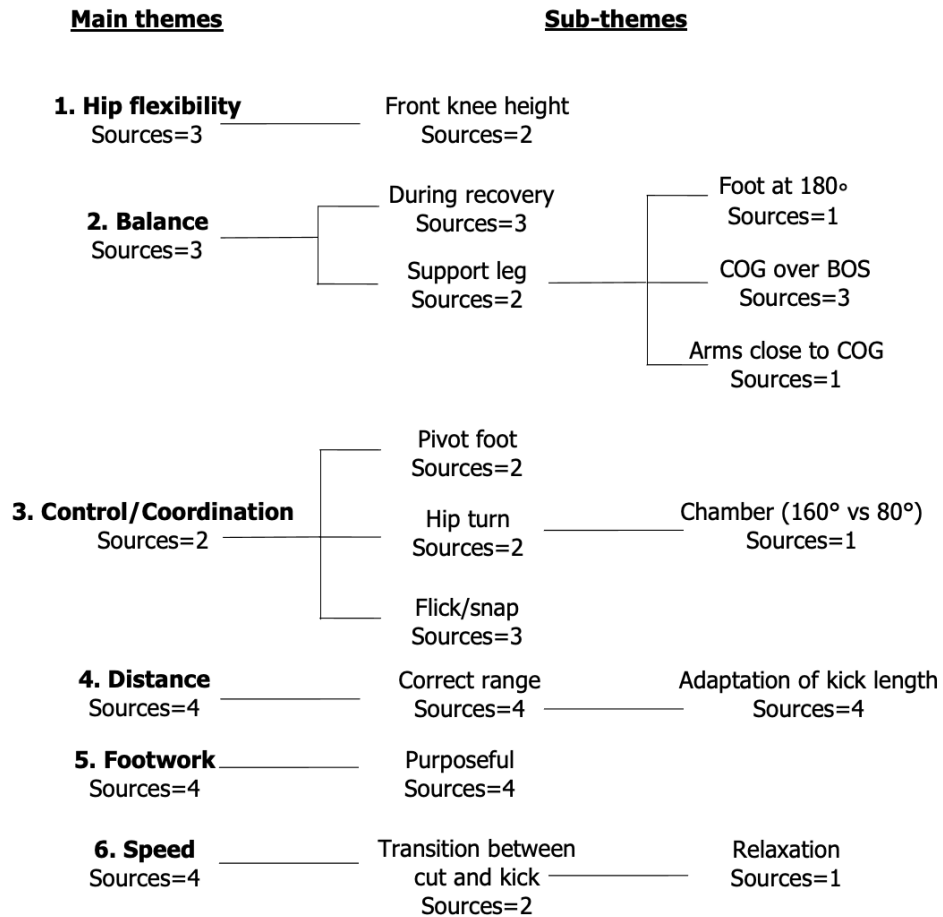 Main themes
Sub-themes
1. Hip flexibility
Sources=3
Front knee height
Sources=2
2. Balance
Sources=3
During recovery
Sources=3
Support leg
Sources=2
Foot at 180°
Sources=1
COG over BOS
Sources=3
Arms close to COG
Sources=1
3. Control/Coordination
Sources=2
Pivot foot
Sources=2
Hip turn
Sources=2
Chamber (160° vs 80°)
Sources=1
Flick/snap
Sources=3
4. Distance
Sources=4
Correct range
Sources=4
Adaptation of kick length
Sources=4
5. Footwork
Sources=4
Purposeful
Sources=4
6. Speed
Sources=4
Transition between
cut and kick
Sources=2
Relaxation
Sources=1